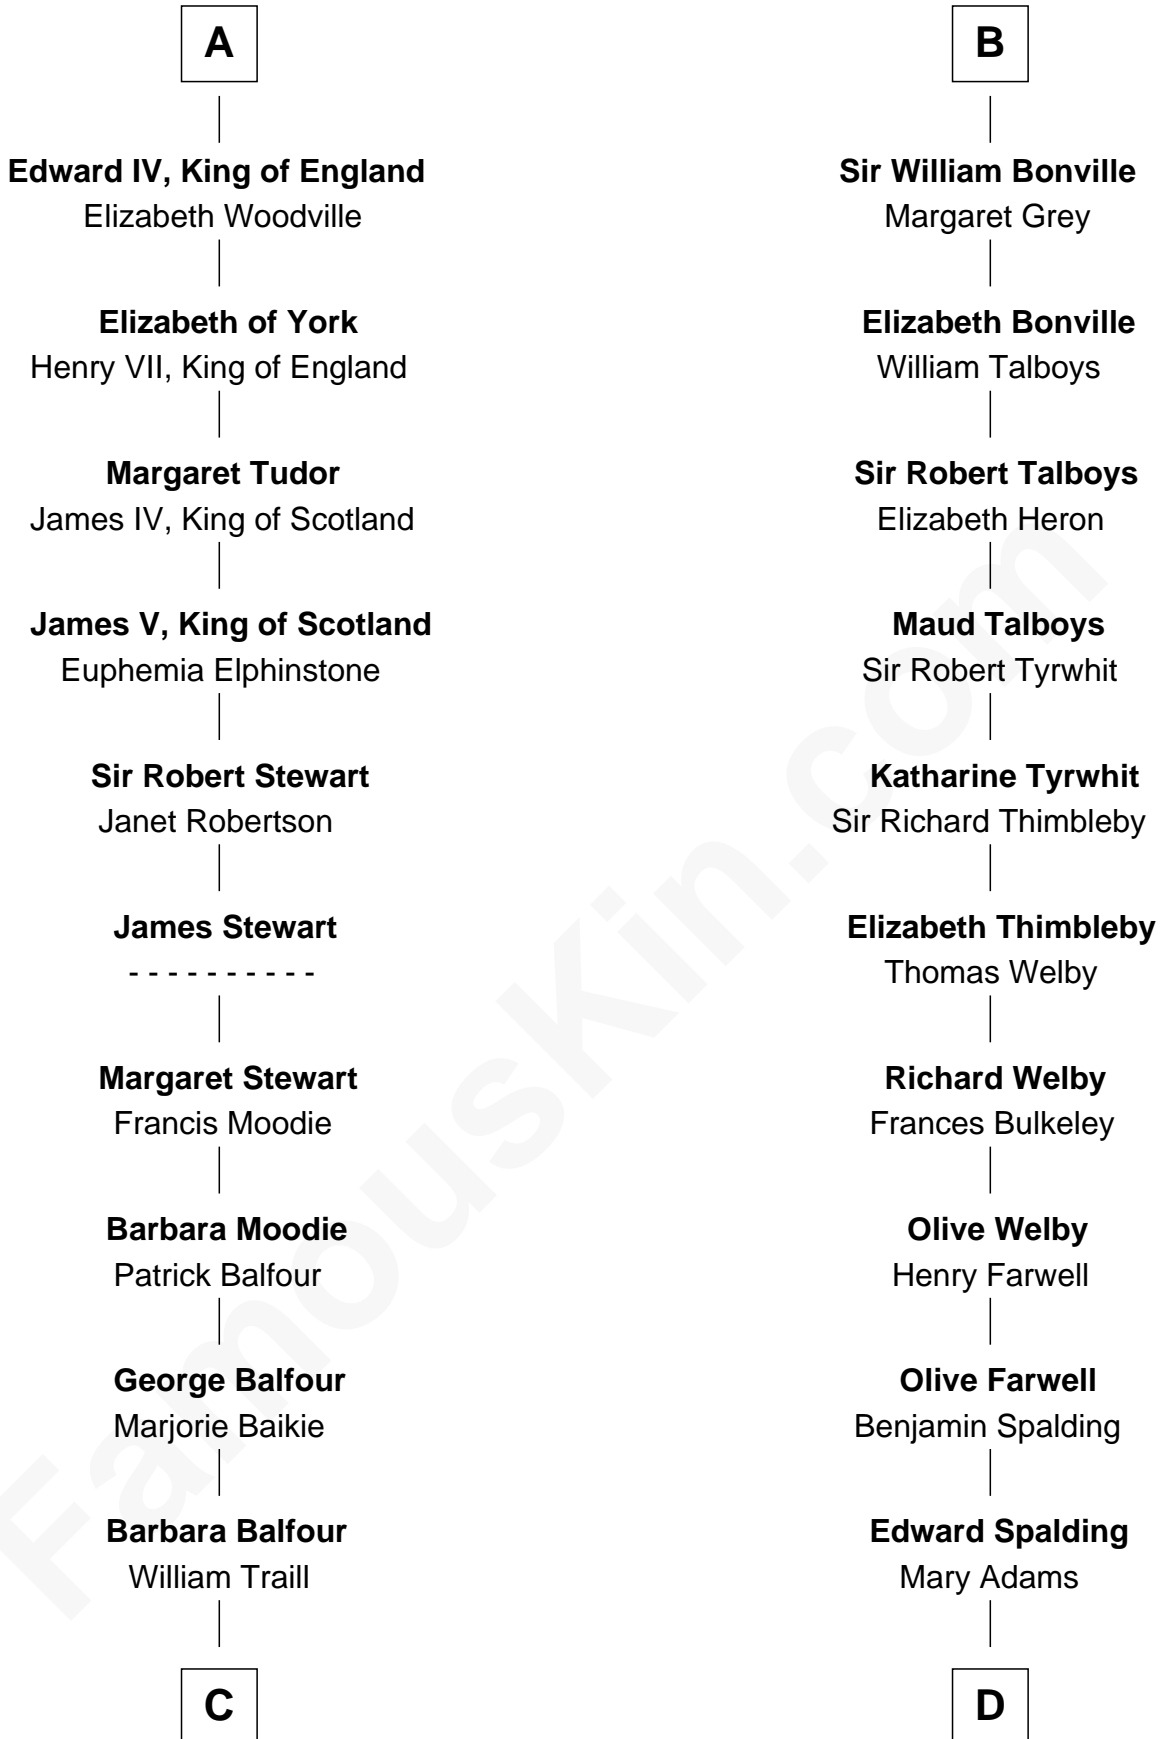 A
Edward IV, King of England
Elizabeth Woodville
Elizabeth of York
Henry VII, King of England
Margaret Tudor
James IV, King of Scotland
James V, King of Scotland
Euphemia Elphinstone
Sir Robert Stewart
Janet Robertson
James Stewart
- - - - - - - - - -
Margaret Stewart
Francis Moodie
Barbara Moodie
Patrick Balfour
George Balfour
Marjorie Baikie
Barbara Balfour
William Traill
C
B
Sir William Bonville
Margaret Grey
Elizabeth Bonville
William Talboys
Sir Robert Talboys
Elizabeth Heron
Maud Talboys
Sir Robert Tyrwhit
Katharine Tyrwhit
Sir Richard Thimbleby
Elizabeth Thimbleby
Thomas Welby
Richard Welby
Frances Bulkeley
Olive Welby
Henry Farwell
Olive Farwell
Benjamin Spalding
Edward Spalding
Mary Adams
D
FamousKin.com